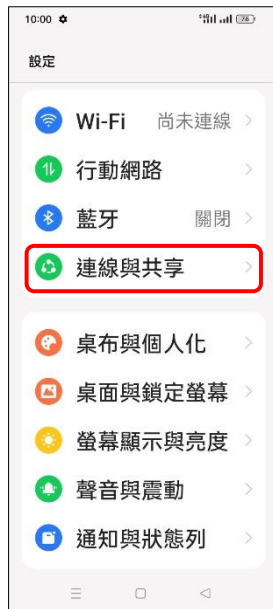 10:00
76
設定
Wi-Fi 尚未連線
行動網路
藍牙 關閉
連線與共享
桌布與個人化
桌面與鎖定螢幕
螢幕顯示與亮度
聲音與震動
通知與狀態列